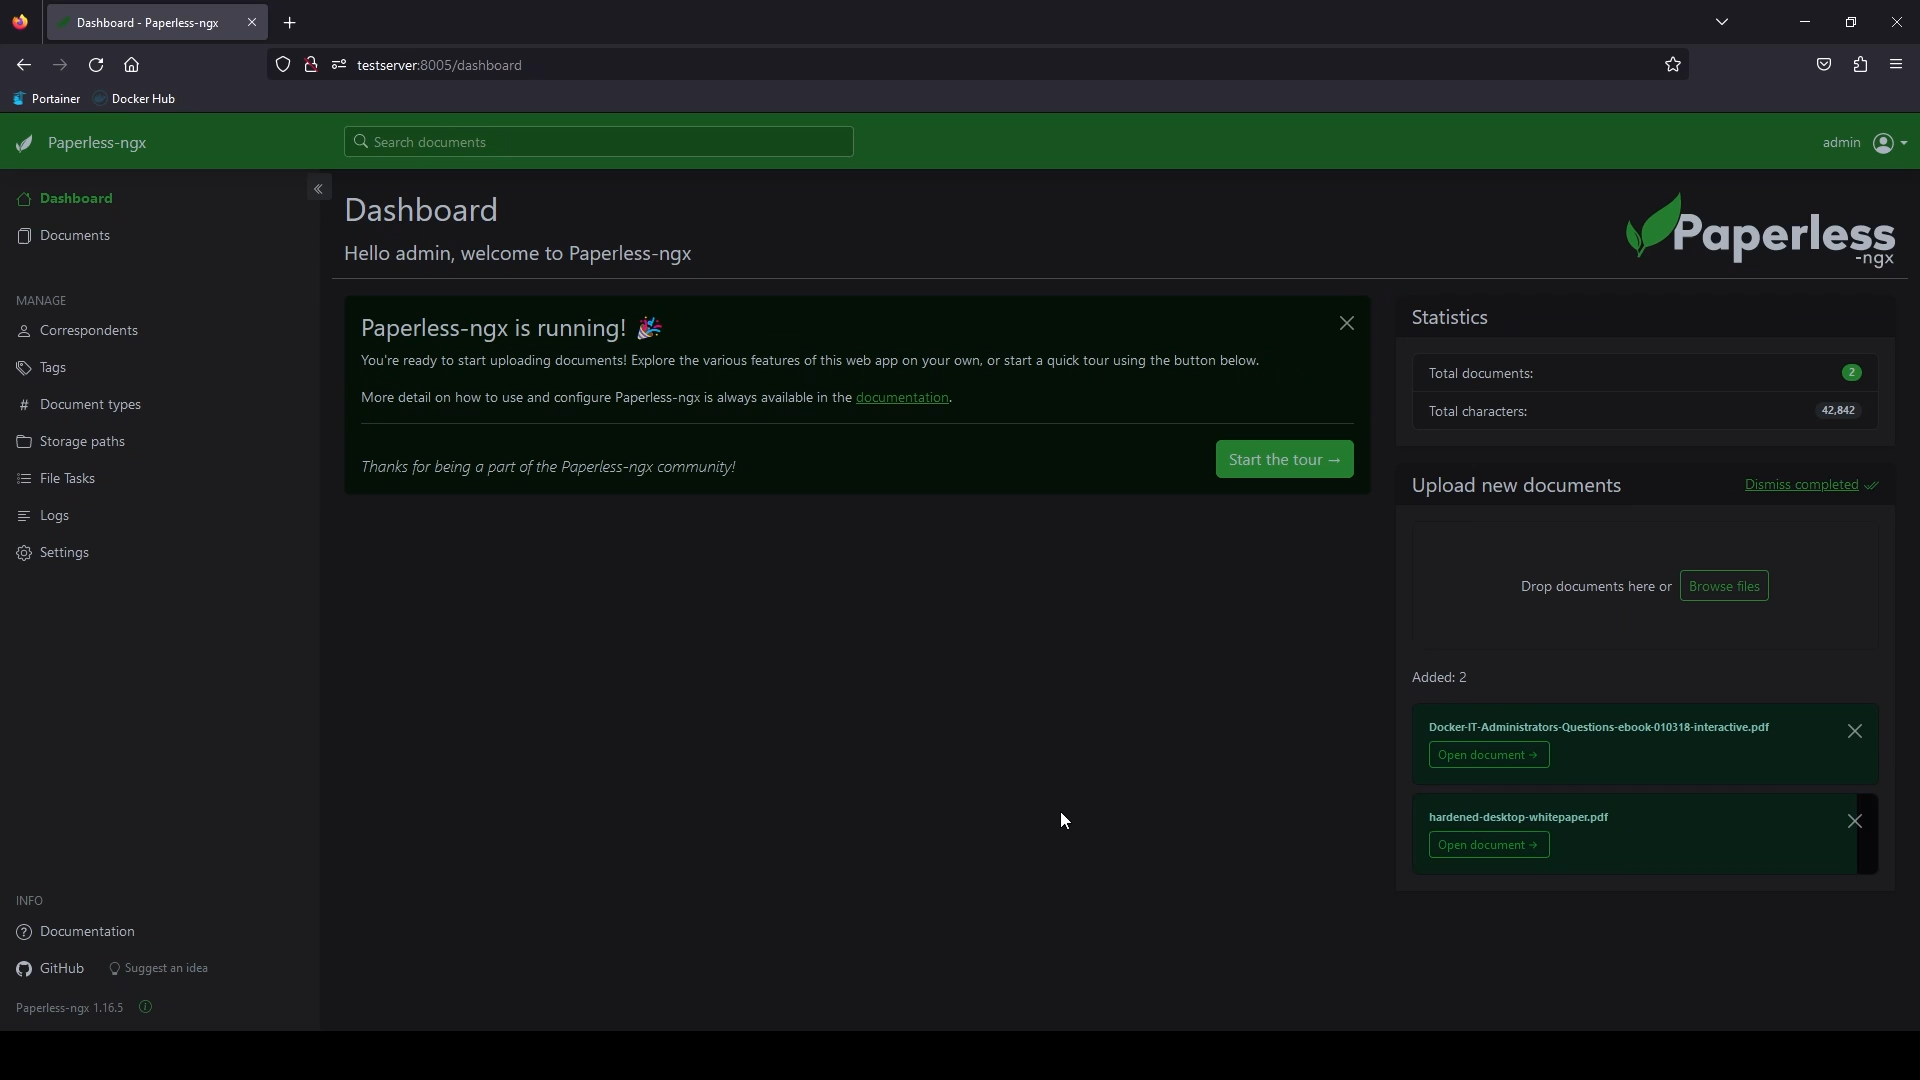 Dashboard - Paperless-ngx
testserver:8005/dashboard
Portainer
Docker Hub
Paperless-ngx
Search documents
admin
Dashboard
Documents
MANAGE
Correspondents
Tags
# Document types
Storage paths
File Tasks
Logs
Settings
INFO
Documentation
GitHub
Suggest an idea
Paperless-ngx 1.16.5
Dashboard
Hello admin, welcome to Paperless-ngx
Paperless
-ngx
Paperless-ngx is running! 🎉
You're ready to start uploading documents! Explore the various features of this web app on your own, or start a quick tour using the button below.
More detail on how to use and configure Paperless-ngx is always available in the documentation.
Thanks for being a part of the Paperless-ngx community!
Start the tour →
Statistics
Total documents: 2
Total characters: 42,842
Upload new documents
Dismiss completed
Drop documents here or Browse files
Added: 2
Docker-IT-Administrators-Questions-ebook-010318-interactive.pdf
Open document →
hardened-desktop-whitepaper.pdf
Open document →